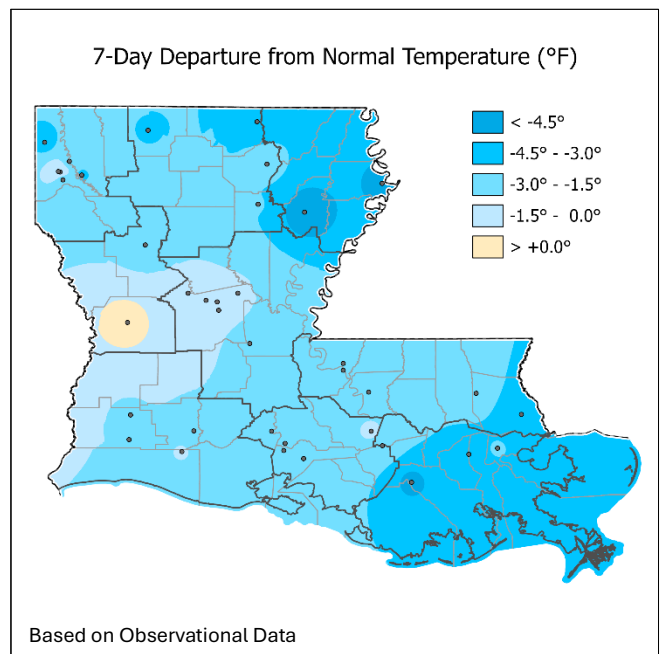 7-Day Departure from Normal Temperature (°F)
< -4.5°
-4.5° - -3.0°
-3.0° - -1.5°
-1.5° - 0.0°
> +0.0°
Based on Observational Data